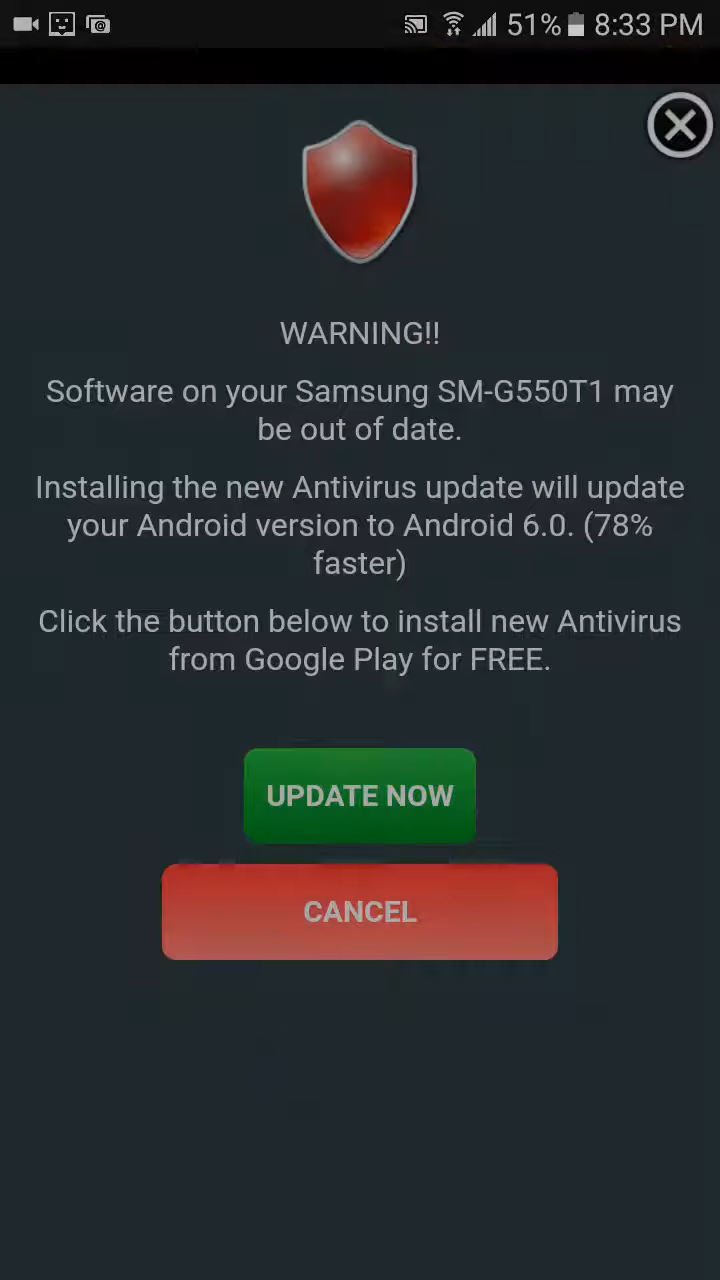 51% 8:33 PM
WARNING!!
Software on your Samsung SM-G550T1 may
be out of date.
Installing the new Antivirus update will update
your Android version to Android 6.0. (78%
faster)
Click the button below to install new Antivirus
from Google Play for FREE.
UPDATE NOW
CANCEL